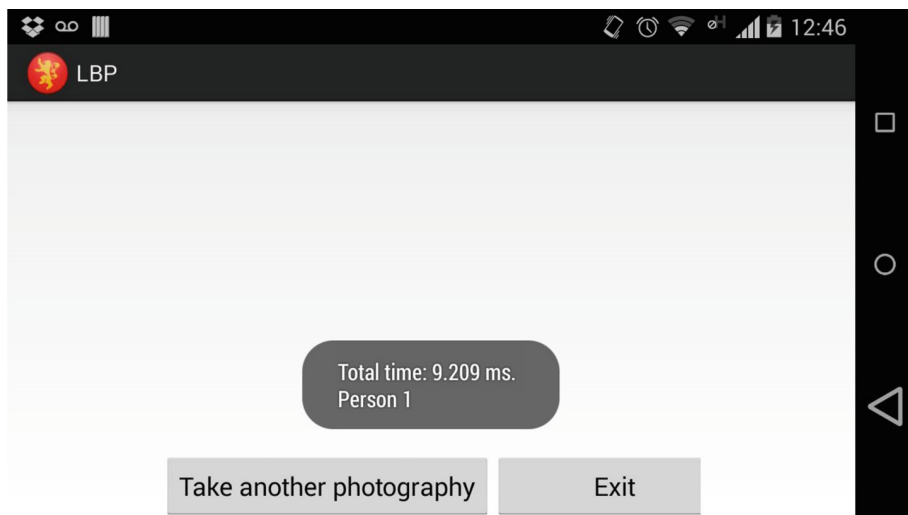 12:46
LBP
Total time: 9.209 ms.
Person 1
Take another photography
Exit